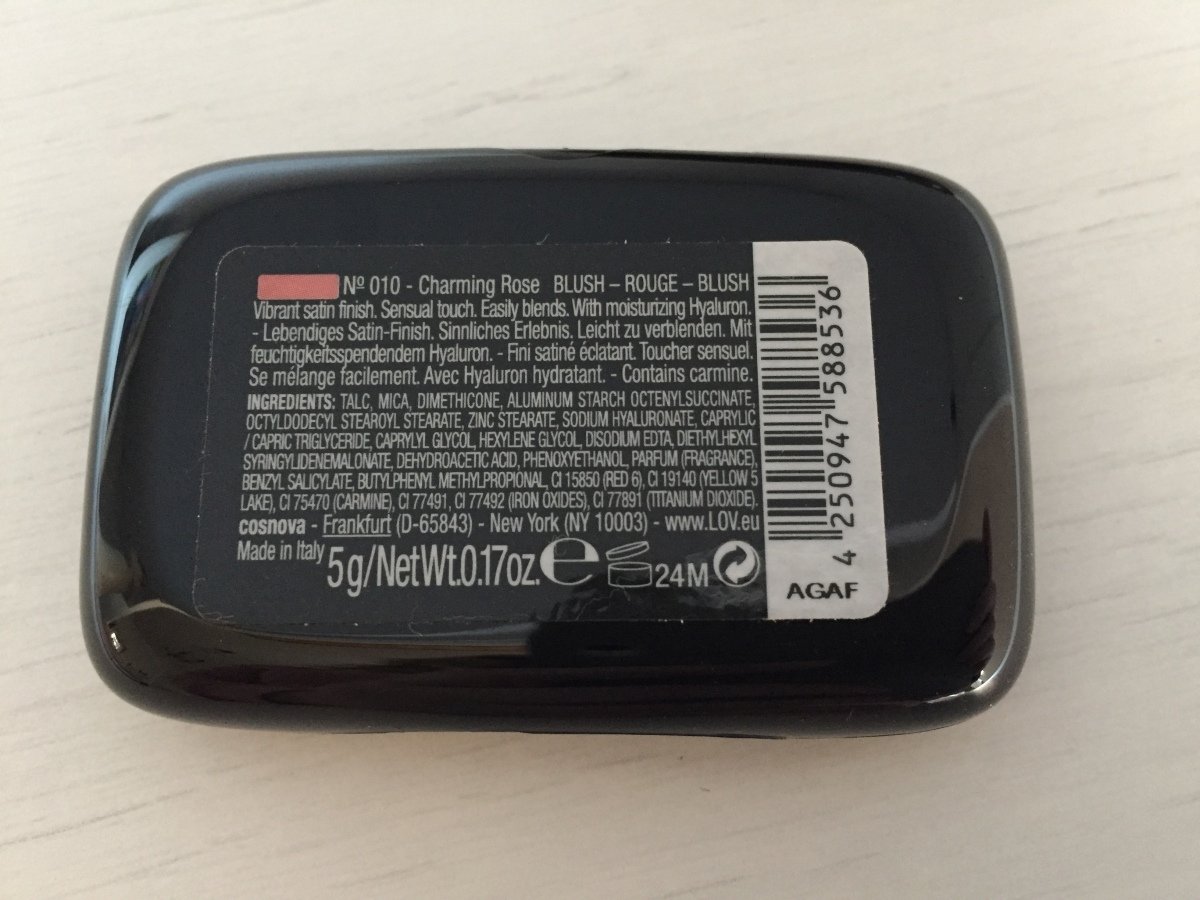 Nº 010 - Charming Rose BLUSH – ROUGE – BLUSH
Vibrant satin finish. Sensual touch. Easily blends. With moisturizing Hyaluron.
- Lebendiges Satin-Finish. Sinnliches Erlebnis. Leicht zu verblenden. Mit
feuchtigkeitsspendendem Hyaluron. - Fini satiné éclatant. Toucher sensuel.
Se mélange facilement. Avec Hyaluron hydratant. - Contains carmine.
INGREDIENTS: TALC, MICA, DIMETHICONE, ALUMINUM STARCH OCTENYLSUCCINATE,
OCTYLDODECYL STEAROYL STEARATE, ZINC STEARATE, SODIUM HYALURONATE, CAPRYLIC
/ CAPRIC TRIGLYCERIDE, CAPRYLYL GLYCOL, HEXYLENE GLYCOL, DISODIUM EDTA, DIETHYLHEXYL
SYRINGYLIDENEMALONATE, DEHYDROACETIC ACID, PHENOXYETHANOL, PARFUM (FRAGRANCE),
BENZYL SALICYLATE, BUTYLPHENYL METHYLPROPIONAL, CI 15850 (RED 6), CI 19140 (YELLOW 5
LAKE), CI 75470 (CARMINE), CI 77491, CI 77492 (IRON OXIDES), CI 77891 (TITANIUM DIOXIDE).
cosnova - Frankfurt (D-65843) - New York (NY 10003) - www.LOV.eu
Made in Italy 5g/NetWt.0.17oz. e 24M
4 250947 588536
AGAF